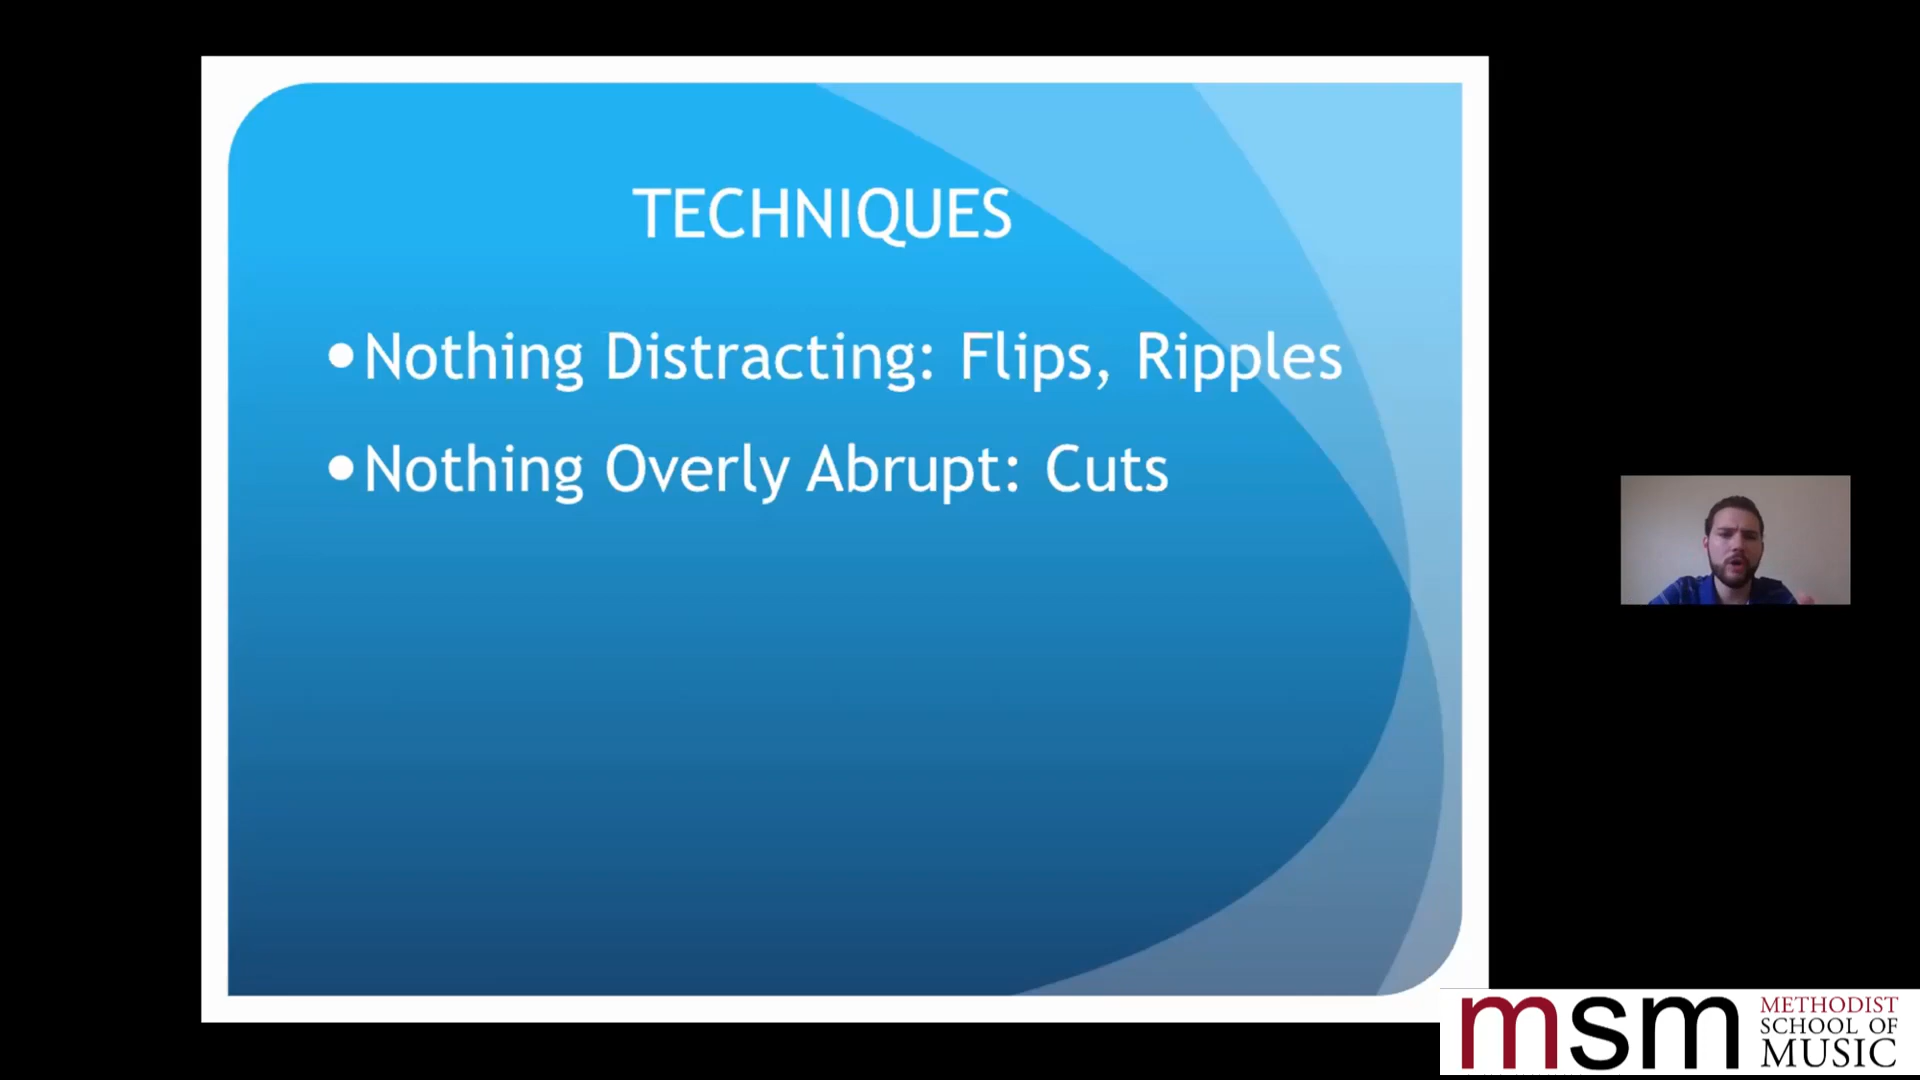 TECHNIQUES
•Nothing Distracting: Flips, Ripples
•Nothing Overly Abrupt: Cuts
msm
METHODIST
SCHOOL OF
MUSIC